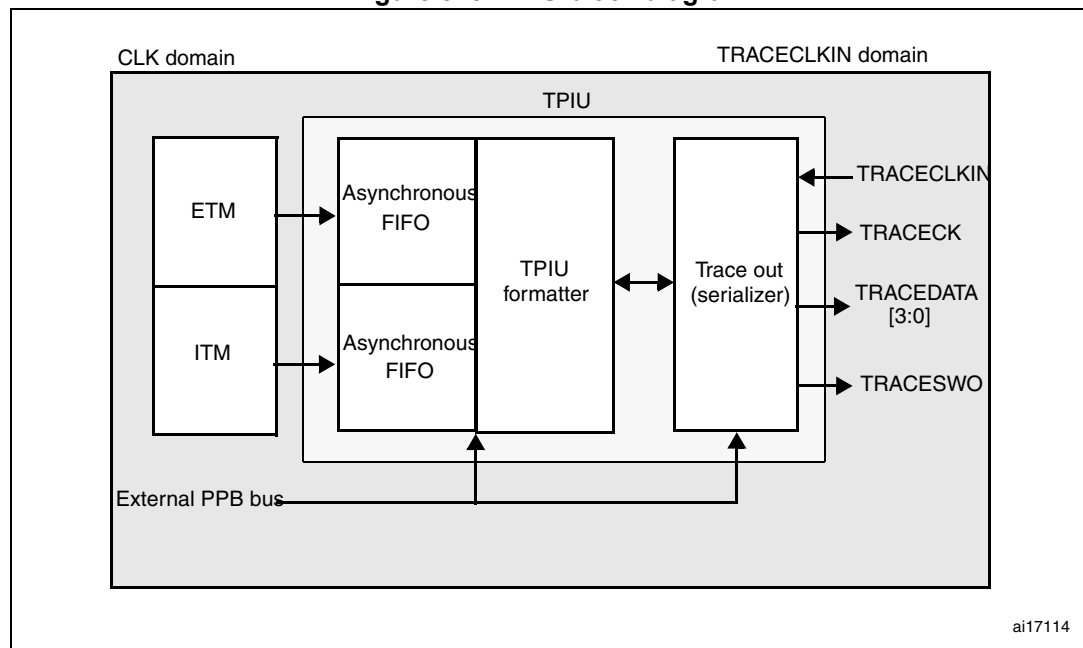 CLK domain
TRACECLKIN domain
TPIU
ETM
Asynchronous
FIFO
TPIU
formatter
Trace out
(serializer)
TRACECLKIN
TRACECK
TRACEDATA
[3:0]
TRACESWO
ITM
Asynchronous
FIFO
External PPB bus
ai17114